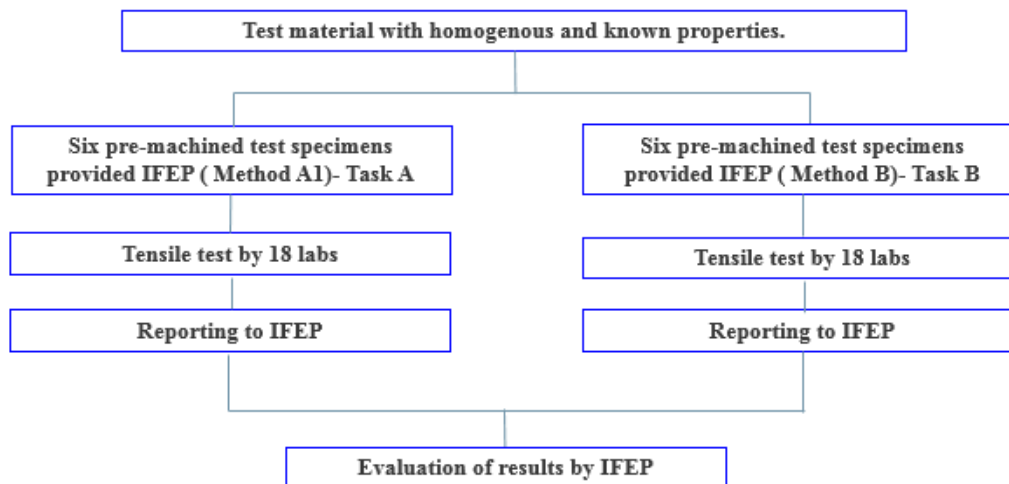 Test material with homogenous and known properties.
Six pre-machined test specimens
provided IFEP ( Method A1)- Task A
Tensile test by 18 labs
Reporting to IFEP
Six pre-machined test specimens
provided IFEP ( Method B)- Task B
Tensile test by 18 labs
Reporting to IFEP
Evaluation of results by IFEP